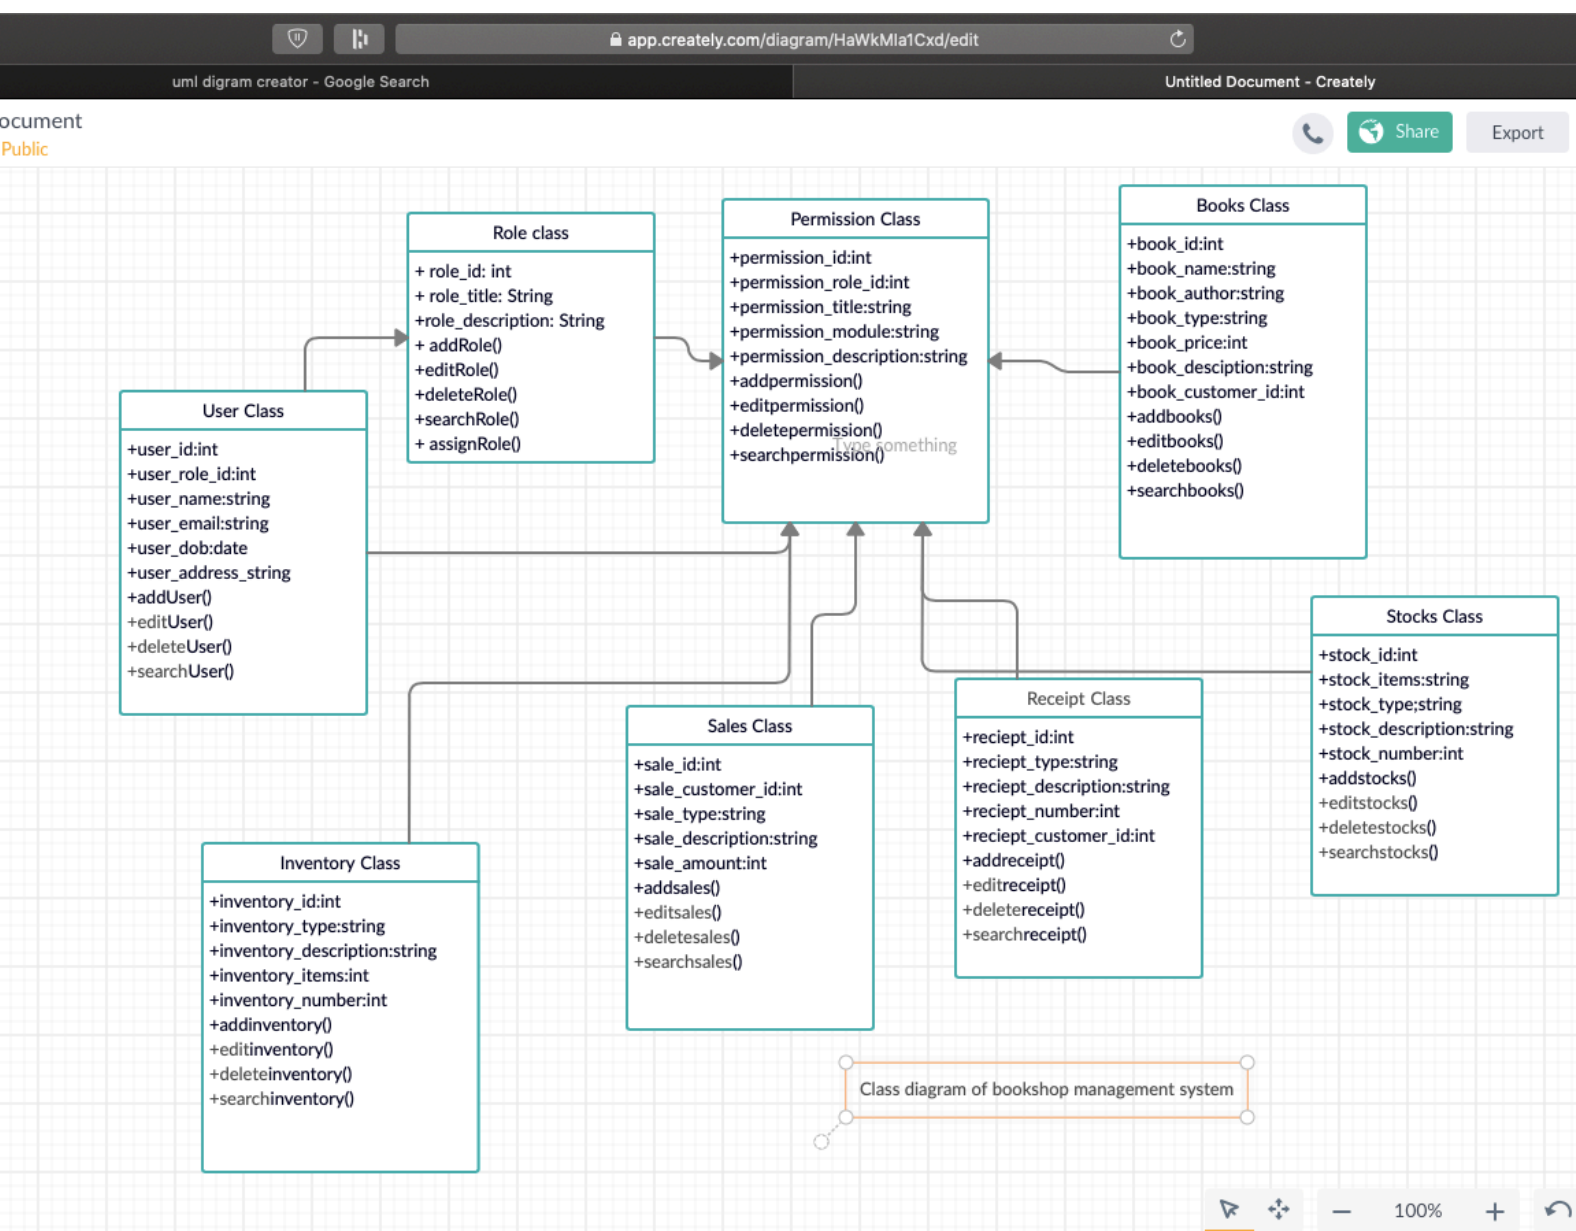 app.creately.com/diagram/HaWkMla1Cxd/edit
uml digram creator - Google Search
Untitled Document - Creately
ocument
Public
Share
Export
Role class
+ role_id: int
+ role_title: String
+role_description: String
+ addRole()
+editRole()
+deleteRole()
+searchRole()
+ assignRole()
Permission Class
+permission_id:int
+permission_role_id:int
+permission_title:string
+permission_module:string
+permission_description:string
+addpermission()
+editpermission()
+deletepermission()
Type something
+searchpermission()
Books Class
+book_id:int
+book_name:string
+book_author:string
+book_type:string
+book_price:int
+book_desciption:string
+book_customer_id:int
+addbooks()
+editbooks()
+deletebooks()
+searchbooks()
User Class
+user_id:int
+user_role_id:int
+user_name:string
+user_email:string
+user_dob:date
+user_address_string
+addUser()
+editUser()
+deleteUser()
+searchUser()
Stocks Class
+stock_id:int
+stock_items:string
+stock_type;string
+stock_description:string
+stock_number:int
+addstocks()
+editstocks()
+deletestocks()
+searchstocks()
Receipt Class
+reciept_id:int
+reciept_type:string
+reciept_description:string
+reciept_number:int
+reciept_customer_id:int
+addreceipt()
+editreceipt()
+deletereceipt()
+searchreceipt()
Sales Class
+sale_id:int
+sale_customer_id:int
+sale_type:string
+sale_description:string
+sale_amount:int
+addsales()
+editsales()
+deletesales()
+searchsales()
Inventory Class
+inventory_id:int
+inventory_type:string
+inventory_description:string
+inventory_items:int
+inventory_number:int
+addinventory()
+editinventory()
+deleteinventory()
+searchinventory()
Class diagram of bookshop management system
100%